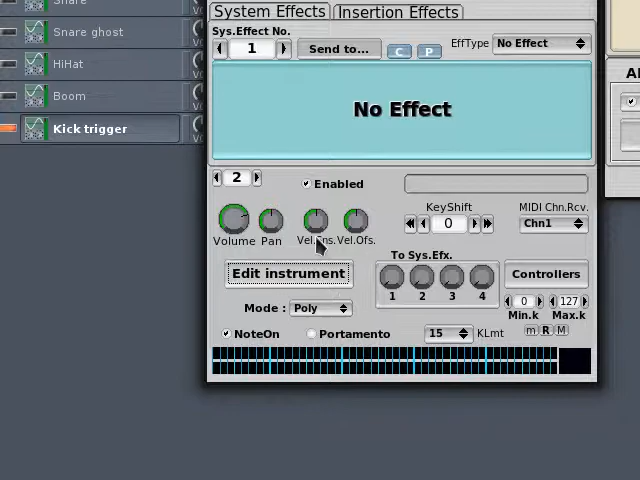 Snare
Snare ghost
HiHat
Boom
Kick trigger
System Effects
Insertion Effects
Sys.Effect No.
1
Send to...
C
P
EffType
No Effect
No Effect
2
Enabled
KeyShift
0
MIDI Chn.Rcv.
Chn1
Volume
Pan
Vel.Ofs.
Edit instrument
To Sys.Efx.
1
2
3
4
Controllers
0
127
Min.k
Max.k
Mode :
Poly
m
R
M
NoteOn
Portamento
15
KLmt